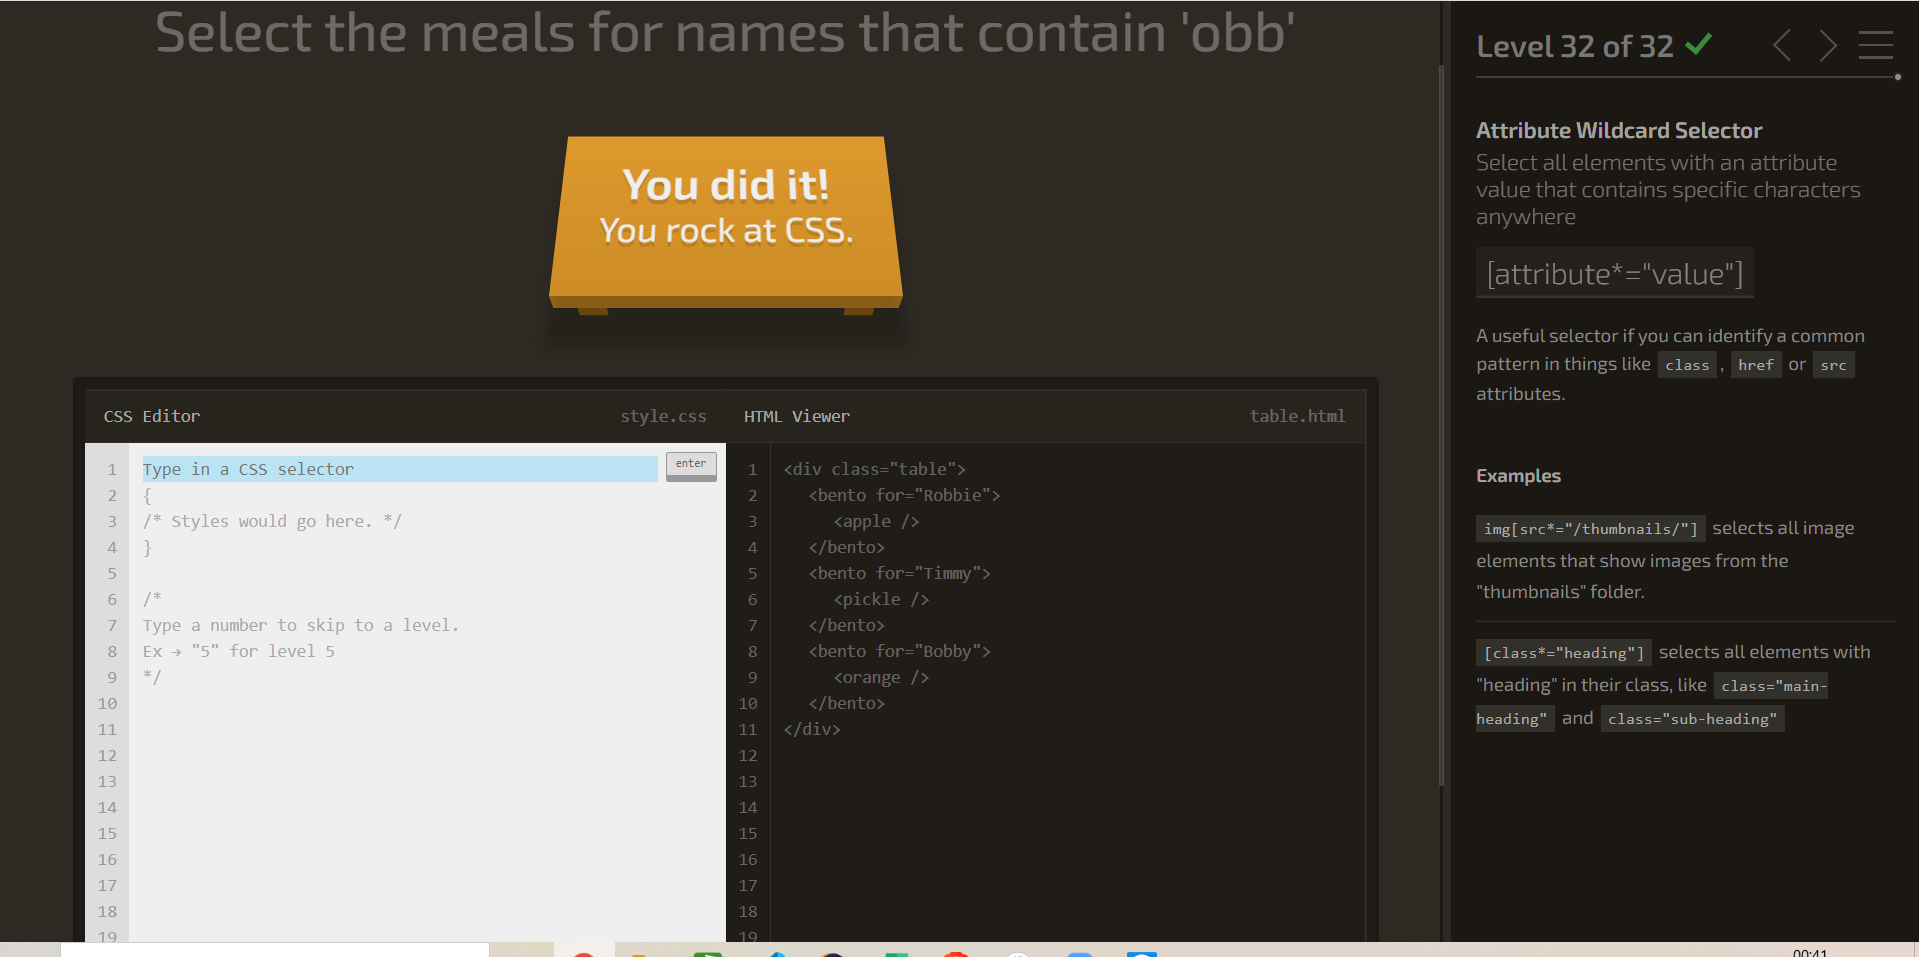 Select the meals for names that contain 'obb'
You did it!
You rock at CSS.
CSS Editor
style.css
1 Type in a CSS selector
enter
2 {
3 /* Styles would go here. */
4 }
5
6 /*
7 Type a number to skip to a level.
8 Ex → "5" for level 5
9 */
10
11
12
13
14
15
16
17
18
19
HTML Viewer
table.html
1 <div class="table">
2 <bento for="Robbie">
3 <apple />
4 </bento>
5 <bento for="Timmy">
6 <pickle />
7 </bento>
8 <bento for="Bobby">
9 <orange />
10 </bento>
11 </div>
12
13
14
15
16
17
18
19
Level 32 of 32
Attribute Wildcard Selector
Select all elements with an attribute
value that contains specific characters
anywhere
[attribute*="value"]
A useful selector if you can identify a common
pattern in things like class , href or src
attributes.
Examples
img[src*="/thumbnails/"] selects all image
elements that show images from the
"thumbnails" folder.
[class*="heading"] selects all elements with
"heading" in their class, like class="main-
heading" and class="sub-heading"
00:41